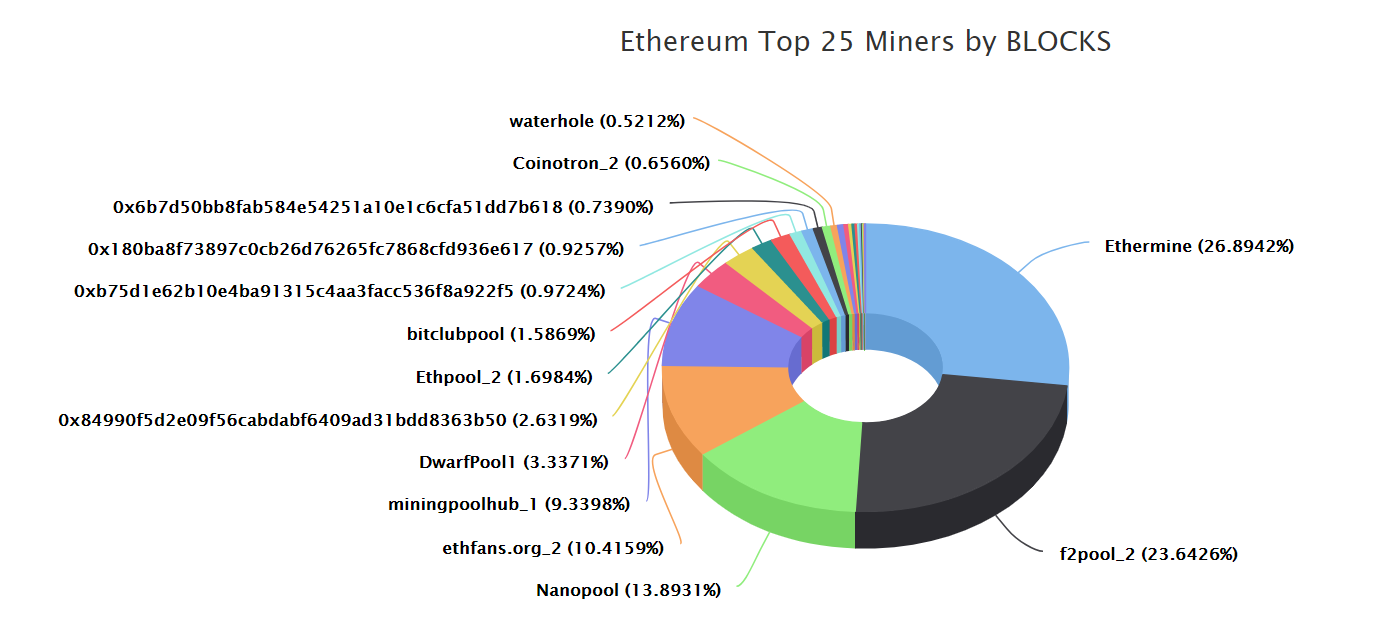 Ethereum Top 25 Miners by BLOCKS
waterhole (0.5212%)
Coinotron_2 (0.6560%)
0x6b7d50bb8fab584e54251a10e1c6cfa51dd7b618 (0.7390%)
0x180ba8f73897c0cb26d76265fc7868cfd936e617 (0.9257%)
0xb75d1e62b10e4ba91315c4aa3facc536f8a922f5 (0.9724%)
bitclubpool (1.5869%)
Ethpool_2 (1.6984%)
0x84990f5d2e09f56cabdabf6409ad31bdd8363b50 (2.6319%)
DwarfPool1 (3.3371%)
miningpoolhub_1 (9.3398%)
ethfans.org_2 (10.4159%)
Nanopool (13.8931%)
Ethermine (26.8942%)
f2pool_2 (23.6426%)